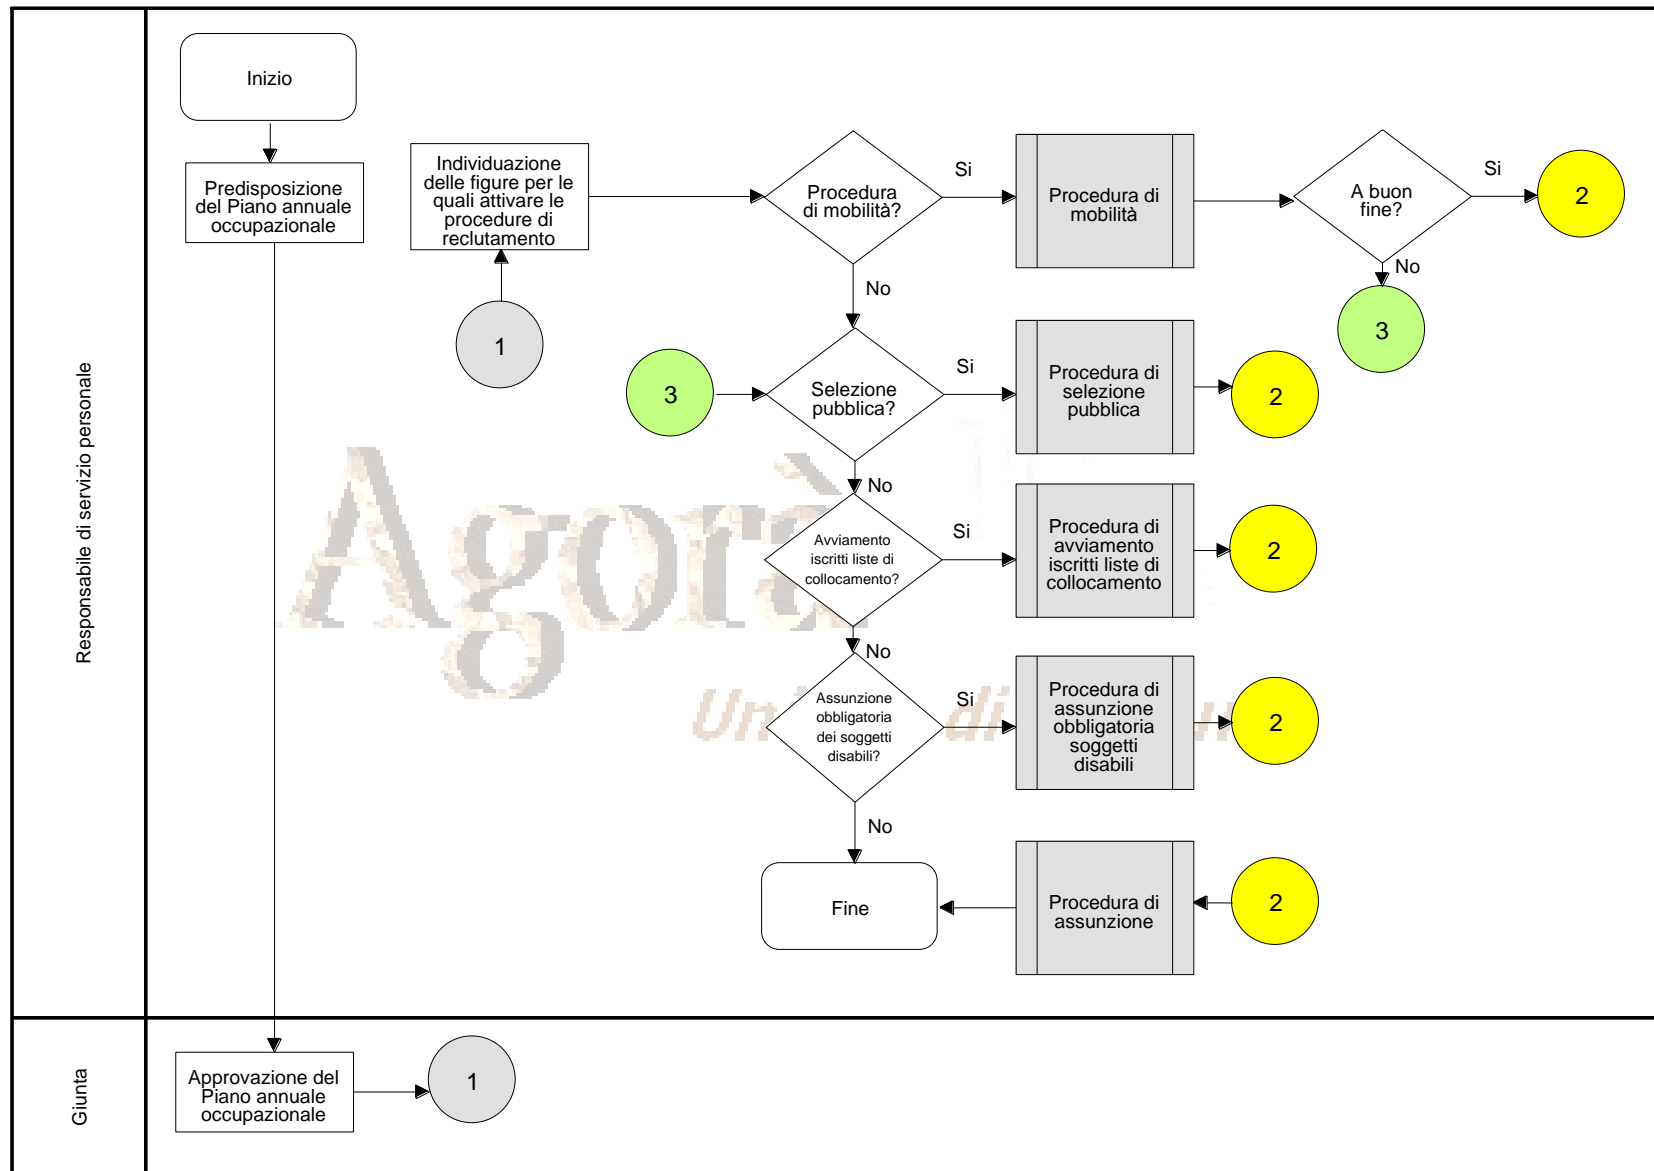 Responsabile di servizio personale
Inizio
Predisposizione
del Piano annuale
occupazionale
Individuazione
delle figure per le
quali attivare le
procedure di
reclutamento
1
Procedura
di mobilità?
Si
Procedura di
mobilità
A buon
fine?
Si
2
No
3
No
3
Selezione
pubblica?
Si
Procedura di
selezione
pubblica
2
No
Avviamento
iscritti liste di
collocamento?
Si
Procedura di
avviamento
iscritti liste di
collocamento
2
No
Assunzione
obbligatoria
dei soggetti
disabili?
Si
Procedura di
assunzione
obbligatoria
soggetti
disabili
2
No
Fine
Procedura di
assunzione
2
Agorà
di
Giunta
Approvazione del
Piano annuale
occupazionale
1